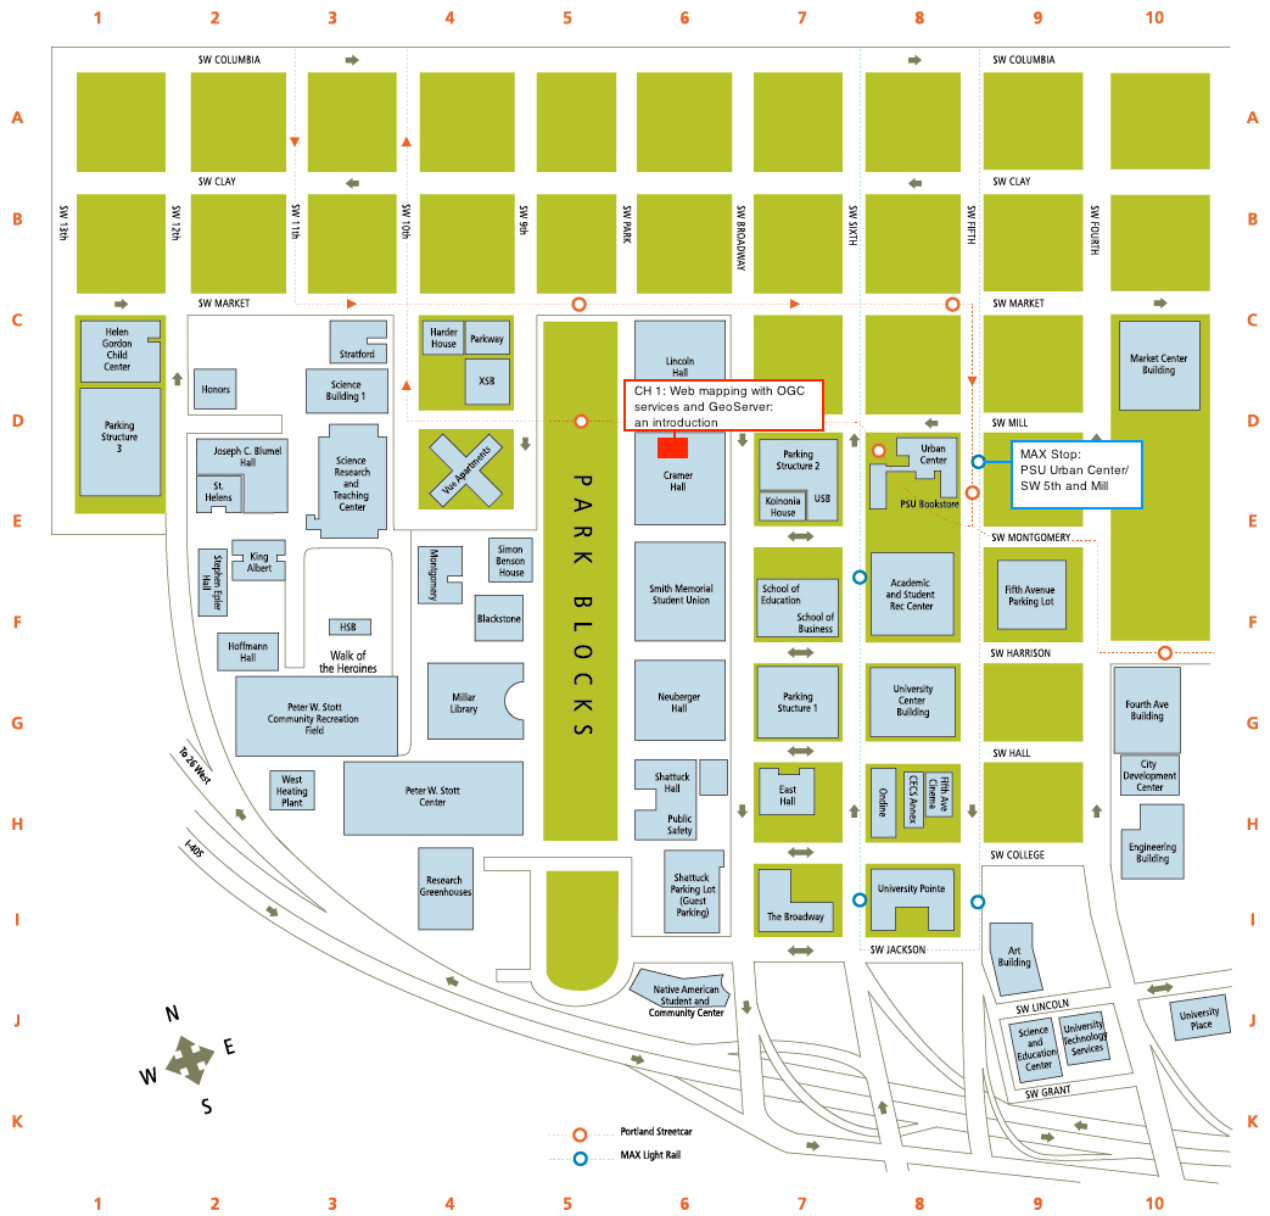 1 2 3 4 5 6 7 8 9 10
SW COLUMBIA
SW COLUMBIA
A
A
SW CLAY
SW CLAY
B
B
SW 13th
SW 12th
SW 11th
SW 10th
SW 9th
SW PARK
SW BROADWAY
SW SIXTH
SW FIFTH
SW FOURTH
SW MARKET
SW MARKET
C
C
Helen
Gordon
Child
Center
Stratford
Harder
House
Parkway
XSB
Lincoln
Hall
Market Center
Building
Honors
Science
Building 1
CH 1: Web mapping with OGC
services and GeoServer:
an introduction
D
D
SW MILL
Parking
Structure
3
Joseph C. Blumel
Hall
St.
Helens
Science
Research
and
Teaching
Center
Vue Apartments
PARK BLOCKS
Cramer
Hall
Parking
Structure 2
Koinonia
House
USB
Urban
Center
PSU Bookstore
MAX Stop:
PSU Urban Center/
SW 5th and Mill
E
E
SW MONTGOMERY
Stephen Epler
Hall
King
Albert
Montgomery
Simon
Benson
House
Blackstone
Smith Memorial
Student Union
School of
Education
School of
Business
Academic
and Student
Rec Center
Fifth Avenue
Parking Lot
F
F
HSB
Hoffmann
Hall
Walk of
the Heroines
SW HARRISON
Peter W. Stott
Community Recreation
Field
Millar
Library
Neuberger
Hall
Parking
Stucture 1
University
Center
Building
Fourth Ave
Building
G
G
SW HALL
To 26 West
West
Heating
Plant
Peter W. Stott
Center
Shattuck
Hall
Public
Safety
East
Hall
Ondine
CECS Annex
Fifth Ave
Cinema
City
Development
Center
H
H
I-405
Engineering
Building
SW COLLEGE
Research
Greenhouses
Shattuck
Parking Lot
(Guest
Parking)
The Broadway
University Pointe
I
I
SW JACKSON
Art
Building
Native American
Student and
Community Center
SW LINCOLN
Science
and
Education
Center
University
Technology
Services
University
Place
J
J
N
E
W
S
SW GRANT
K
K
Portland Streetcar
MAX Light Rail
1 2 3 4 5 6 7 8 9 10